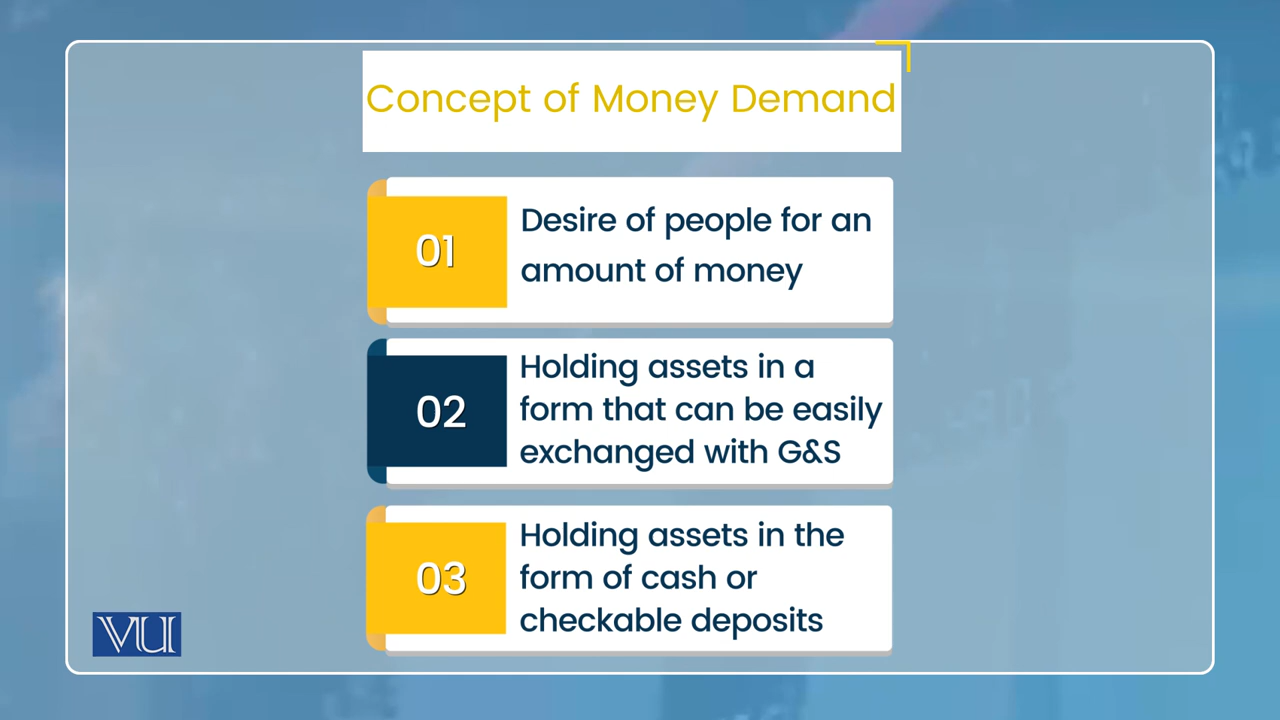 Concept of Money Demand
01
Desire of people for an
amount of money
02
Holding assets in a
form that can be easily
exchanged with G&S
03
Holding assets in the
form of cash or
checkable deposits
VU